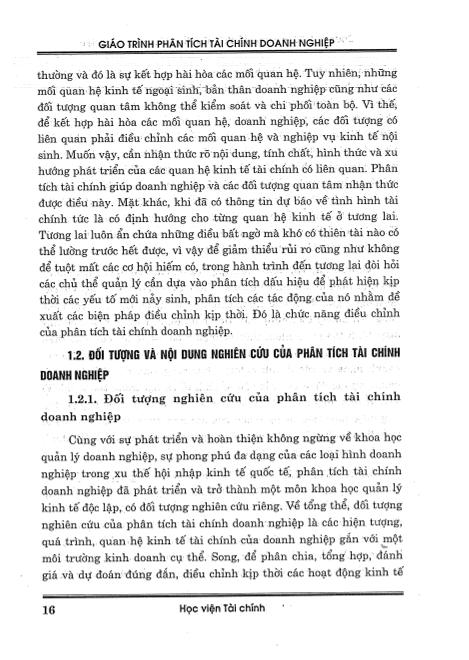 GIÁO TRÌNH PHÂN TÍCH TÀI CHÍNH DOANH NGHIỆP
thường và đó là sự kết hợp hài hòa các mối quan hệ. Tuy nhiên, những
mối quan hệ kinh tế ngoại sinh, bản thân doanh nghiệp cũng như các
đối tượng quan tâm không thể kiểm soát và chi phối toàn bộ. Vì thế,
để kết hợp hài hòa các mối quan hệ, doanh nghiệp, các đối tượng có
liên quan phải điều chỉnh các mối quan hệ và nghiệp vụ kinh tế nội
sinh. Muốn vậy, cần nhận thức rõ nội dung, tính chất, hình thức và xu
hướng phát triển của các quan hệ kinh tế tài chính có liên quan. Phân
tích tài chính giúp doanh nghiệp và các đối tượng quan tâm nhận thức
được điều này. Mặt khác, khi đã có thông tin dự báo về tình hình tài
chính tức là có định hướng cho từng quan hệ kinh tế ở tương lai.
Tương lai luôn ẩn chứa những điều bất ngờ mà khó có thiên tài nào có
thể lường trước hết được, vì vậy để giảm thiểu rủi ro cũng như không
để tuột mất các cơ hội hiếm có, trong hành trình đến tương lai đòi hỏi
các chủ thể quản lý cần dựa vào phân tích dấu hiệu để phát hiện kịp
thời các yếu tố mới nảy sinh, phân tích các tác động của nó nhằm đề
xuất các biện pháp điều chỉnh kịp thời. Đó là chức năng điều chỉnh
của phân tích tài chính doanh nghiệp.
1.2. ĐỐI TƯỢNG VÀ NỘI DUNG NGHIÊN CỨU CỦA PHÂN TÍCH TÀI CHÍNH
DOANH NGHIỆP
1.2.1. Đối tượng nghiên cứu của phân tích tài chính
doanh nghiệp
Cùng với sự phát triển và hoàn thiện không ngừng về khoa học
quản lý doanh nghiệp, sự phong phú đa dạng của các loại hình doanh
nghiệp trong xu thế hội nhập kinh tế quốc tế, phân tích tài chính
doanh nghiệp đã phát triển và trở thành một môn khoa học quản lý
kinh tế độc lập, có đối tượng nghiên cứu riêng. Về tổng thể, đối tượng
nghiên cứu của phân tích tài chính doanh nghiệp là các hiện tượng,
quá trình, quan hệ kinh tế tài chính của doanh nghiệp gắn với một
môi trường kinh doanh cụ thể. Song, để phân chia, tổng hợp, đánh
giá và dự đoán đúng đắn, điều chỉnh kịp thời các hoạt động kinh tế
16
Học viện Tài chính